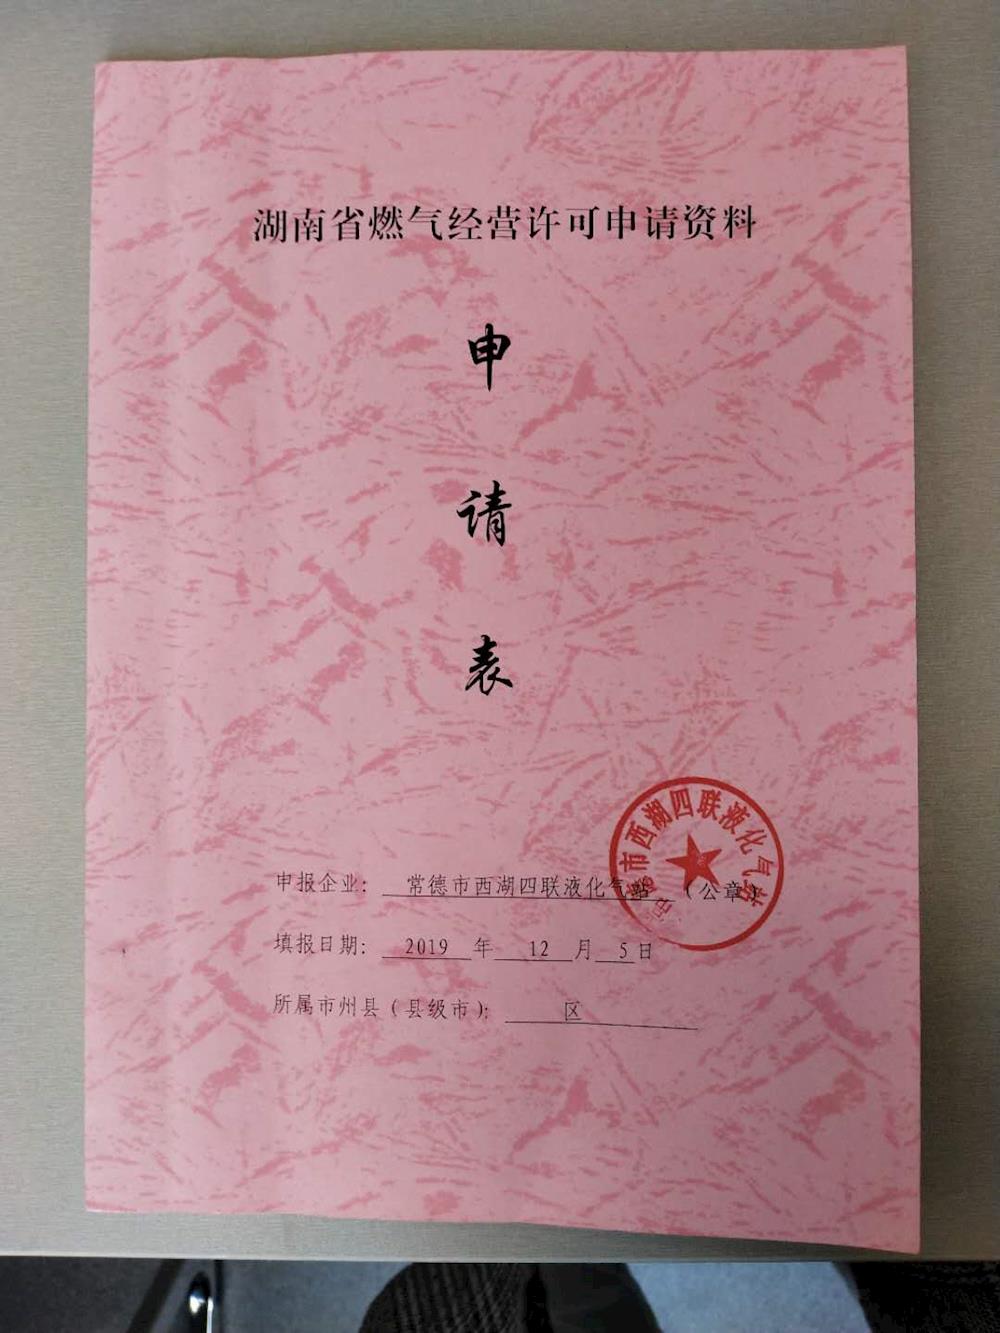 湖南省燃气经营许可申请资料
申
请
表
常德市西湖四联液化气站
申报企业: 常德市西湖四联液化气站 (公章)
填报日期: 2019 年 12 月 5 日
所属市州县(县级市): 区